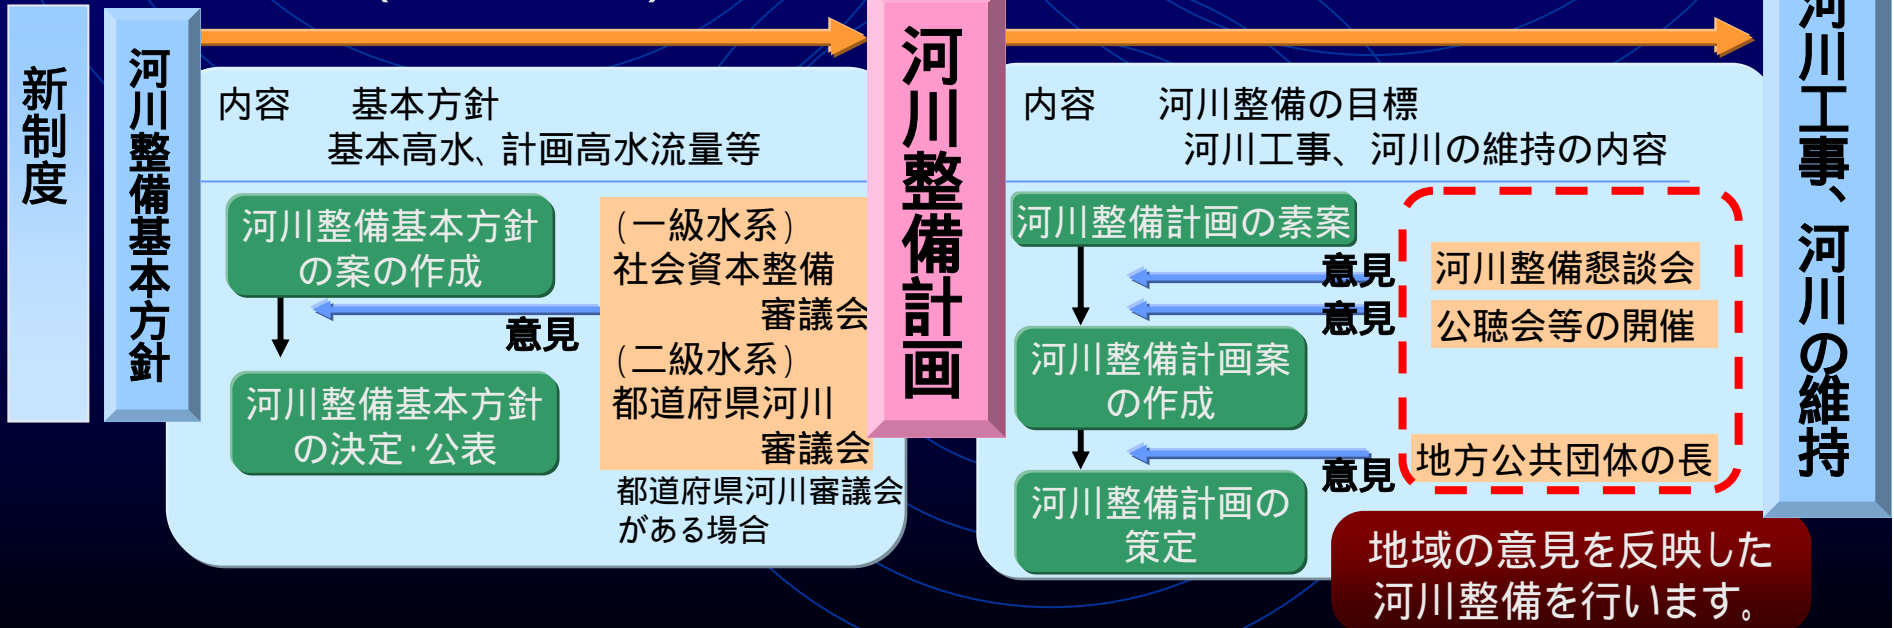 新制度
河川整備基本方針
内容 基本方針
基本高水、計画高水流量等
河川整備基本方針
の案の作成
意見
河川整備基本方針
の決定・公表
(一級水系)
社会資本整備
審議会
(二級水系)
都道府県河川
審議会
都道府県河川審議会
がある場合
河川整備計画
内容 河川整備の目標
河川工事、河川の維持の内容
河川整備計画の素案
意見
意見
河川整備計画案
の作成
意見
河川整備計画の
策定
河川整備懇談会
公聴会等の開催
地方公共団体の長
地域の意見を反映した
河川整備を行います。
河川工事、河川の維持